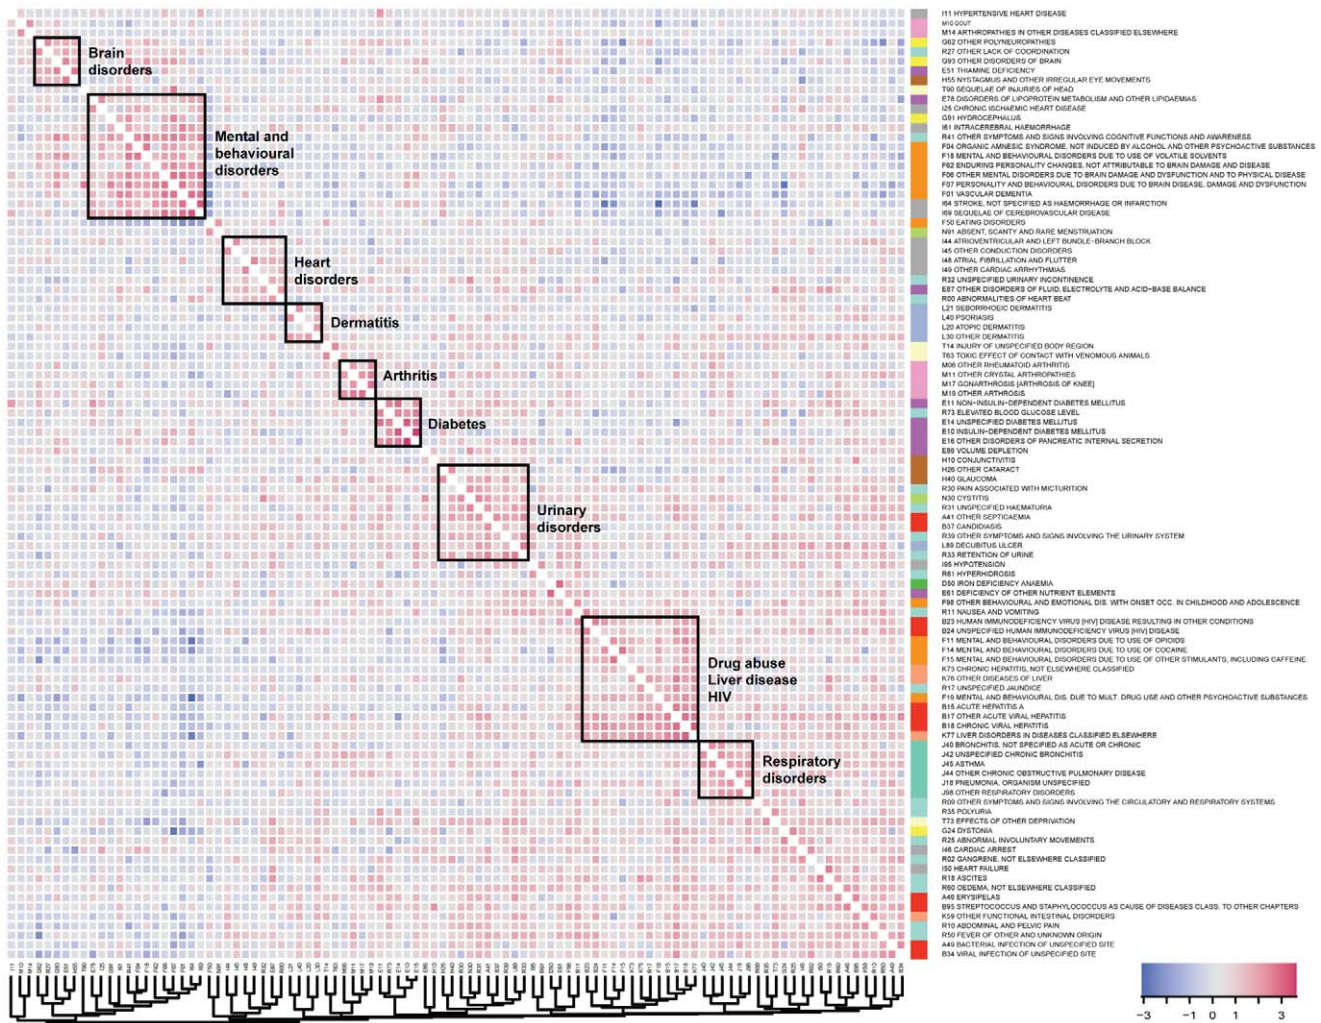 Brain
disorders
Mental and
behavioural
disorders
Heart
disorders
Dermatitis
Arthritis
Diabetes
Urinary
disorders
Drug abuse
Liver disease
HIV
Respiratory
disorders
I11 HYPERTENSIVE HEART DISEASE
M10 GOUT
M14 ARTHROPATHIES IN OTHER DISEASES CLASSIFIED ELSEWHERE
G62 OTHER POLYNEUROPATHIES
R27 OTHER LACK OF COORDINATION
G93 OTHER DISORDERS OF BRAIN
E51 THIAMINE DEFICIENCY
H55 NYSTAGMUS AND OTHER IRREGULAR EYE MOVEMENTS
T90 SEQUELAE OF INJURIES OF HEAD
E78 DISORDERS OF LIPOPROTEIN METABOLISM AND OTHER LIPIDAEMIAS
I25 CHRONIC ISCHAEMIC HEART DISEASE
G91 HYDROCEPHALUS
I61 INTRACEREBRAL HAEMORRHAGE
R41 OTHER SYMPTOMS AND SIGNS INVOLVING COGNITIVE FUNCTIONS AND AWARENESS
F04 ORGANIC AMNESIC SYNDROME, NOT INDUCED BY ALCOHOL AND OTHER PSYCHOACTIVE SUBSTANCES
F18 MENTAL AND BEHAVIOURAL DISORDERS DUE TO USE OF VOLATILE SOLVENTS
F62 ENDURING PERSONALITY CHANGES, NOT ATTRIBUTABLE TO BRAIN DAMAGE AND DISEASE
F06 OTHER MENTAL DISORDERS DUE TO BRAIN DAMAGE AND DYSFUNCTION AND TO PHYSICAL DISEASE
F07 PERSONALITY AND BEHAVIOURAL DISORDERS DUE TO BRAIN DISEASE, DAMAGE AND DYSFUNCTION
F01 VASCULAR DEMENTIA
I64 STROKE, NOT SPECIFIED AS HAEMORRHAGE OR INFARCTION
I69 SEQUELAE OF CEREBROVASCULAR DISEASE
F50 EATING DISORDERS
N91 ABSENT, SCANTY AND RARE MENSTRUATION
I44 ATRIOVENTRICULAR AND LEFT BUNDLE-BRANCH BLOCK
I45 OTHER CONDUCTION DISORDERS
I48 ATRIAL FIBRILLATION AND FLUTTER
I49 OTHER CARDIAC ARRHYTHMIAS
R32 UNSPECIFIED URINARY INCONTINENCE
E87 OTHER DISORDERS OF FLUID, ELECTROLYTE AND ACID-BASE BALANCE
R00 ABNORMALITIES OF HEART BEAT
L21 SEBORRHOEIC DERMATITIS
L40 PSORIASIS
L20 ATOPIC DERMATITIS
L30 OTHER DERMATITIS
T14 INJURY OF UNSPECIFIED BODY REGION
T63 TOXIC EFFECT OF CONTACT WITH VENOMOUS ANIMALS
M06 OTHER RHEUMATOID ARTHRITIS
M11 OTHER CRYSTAL ARTHROPATHIES
M17 GONARTHROSIS [ARTHROSIS OF KNEE]
M19 OTHER ARTHROSIS
E11 NON-INSULIN-DEPENDENT DIABETES MELLITUS
R73 ELEVATED BLOOD GLUCOSE LEVEL
E14 UNSPECIFIED DIABETES MELLITUS
E10 INSULIN-DEPENDENT DIABETES MELLITUS
E16 OTHER DISORDERS OF PANCREATIC INTERNAL SECRETION
E86 VOLUME DEPLETION
H10 CONJUNCTIVITIS
H26 OTHER CATARACT
H40 GLAUCOMA
R30 PAIN ASSOCIATED WITH MICTURITION
N30 CYSTITIS
R31 UNSPECIFIED HAEMATURIA
A41 OTHER SEPTICAEMIA
B37 CANDIDIASIS
R39 OTHER SYMPTOMS AND SIGNS INVOLVING THE URINARY SYSTEM
L89 DECUBITUS ULCER
R33 RETENTION OF URINE
I95 HYPOTENSION
R61 HYPERHIDROSIS
D50 IRON DEFICIENCY ANAEMIA
E61 DEFICIENCY OF OTHER NUTRIENT ELEMENTS
F98 OTHER BEHAVIOURAL AND EMOTIONAL DIS. WITH ONSET OCC. IN CHILDHOOD AND ADOLESCENCE
R11 NAUSEA AND VOMITING
B23 HUMAN IMMUNODEFICIENCY VIRUS [HIV] DISEASE RESULTING IN OTHER CONDITIONS
B24 UNSPECIFIED HUMAN IMMUNODEFICIENCY VIRUS [HIV] DISEASE
F11 MENTAL AND BEHAVIOURAL DISORDERS DUE TO USE OF OPIOIDS
F14 MENTAL AND BEHAVIOURAL DISORDERS DUE TO USE OF COCAINE
F15 MENTAL AND BEHAVIOURAL DISORDERS DUE TO USE OF OTHER STIMULANTS, INCLUDING CAFFEINE
K73 CHRONIC HEPATITIS, NOT ELSEWHERE CLASSIFIED
K76 OTHER DISEASES OF LIVER
R17 UNSPECIFIED JAUNDICE
F19 MENTAL AND BEHAVIOURAL DIS. DUE TO MULT. DRUG USE AND OTHER PSYCHOACTIVE SUBSTANCES
B15 ACUTE HEPATITIS A
B17 OTHER ACUTE VIRAL HEPATITIS
B18 CHRONIC VIRAL HEPATITIS
K77 LIVER DISORDERS IN DISEASES CLASSIFIED ELSEWHERE
J40 BRONCHITIS, NOT SPECIFIED AS ACUTE OR CHRONIC
J42 UNSPECIFIED CHRONIC BRONCHITIS
J45 ASTHMA
J44 OTHER CHRONIC OBSTRUCTIVE PULMONARY DISEASE
J18 PNEUMONIA, ORGANISM UNSPECIFIED
J98 OTHER RESPIRATORY DISORDERS
R09 OTHER SYMPTOMS AND SIGNS INVOLVING THE CIRCULATORY AND RESPIRATORY SYSTEMS
R35 POLYURIA
T73 EFFECTS OF OTHER DEPRIVATION
G24 DYSTONIA
R25 ABNORMAL INVOLUNTARY MOVEMENTS
I46 CARDIAC ARREST
R02 GANGRENE, NOT ELSEWHERE CLASSIFIED
I50 HEART FAILURE
R18 ASCITES
R60 OEDEMA, NOT ELSEWHERE CLASSIFIED
A46 ERYSIPELAS
B95 STREPTOCOCCUS AND STAPHYLOCOCCUS AS CAUSE OF DISEASES CLASS. TO OTHER CHAPTERS
K59 OTHER FUNCTIONAL INTESTINAL DISORDERS
R10 ABDOMINAL AND PELVIC PAIN
R50 FEVER OF OTHER AND UNKNOWN ORIGIN
A49 BACTERIAL INFECTION OF UNSPECIFIED SITE
B34 VIRAL INFECTION OF UNSPECIFIED SITE
−3 −1 0 1 3